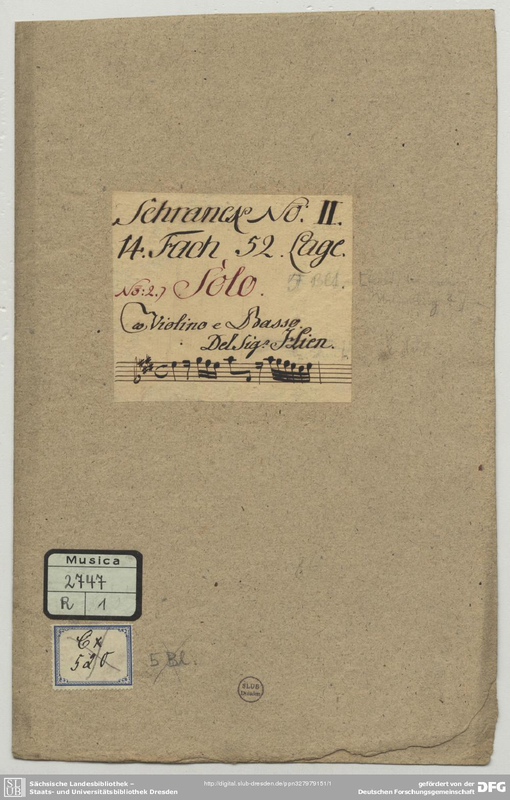 Schranck No. II.
14. Fach 52. Lage.
No: 2.) Solo.
Violino e Basso
Del Sigr.
Musica
2747
R 1
Cx
520
5 Bl.
SLUB
Dresden
SLUB
Sächsische Landesbibliothek –
Staats- und Universitätsbibliothek Dresden
http://digital.slub-dresden.de/ppn327979151/1
gefördert von der
Deutschen Forschungsgemeinschaft
DFG